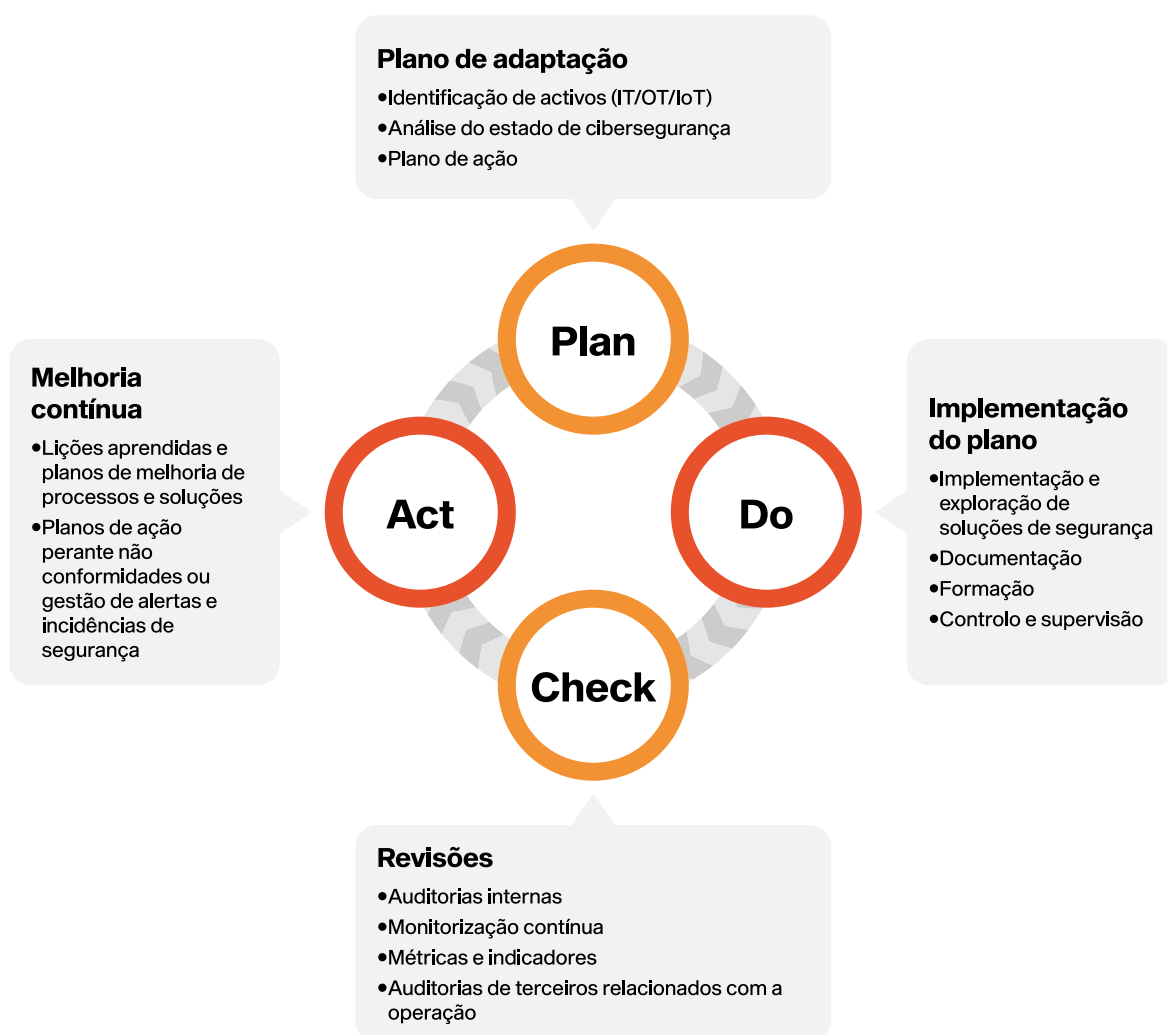 Plano de adaptação
•Identificação de activos (IT/OT/IoT)
•Análise do estado de cibersegurança
•Plano de ação
Plan
Melhoria
contínua
•Lições aprendidas e
planos de melhoria de
processos e soluções
•Planos de ação
perante não
conformidades ou
gestão de alertas e
incidências de
segurança
Act
Do
Implementação
do plano
•Implementação e
exploração de
soluções de segurança
•Documentação
•Formação
•Controlo e supervisão
Check
Revisões
•Auditorias internas
•Monitorização contínua
•Métricas e indicadores
•Auditorias de terceiros relacionados com a
operação